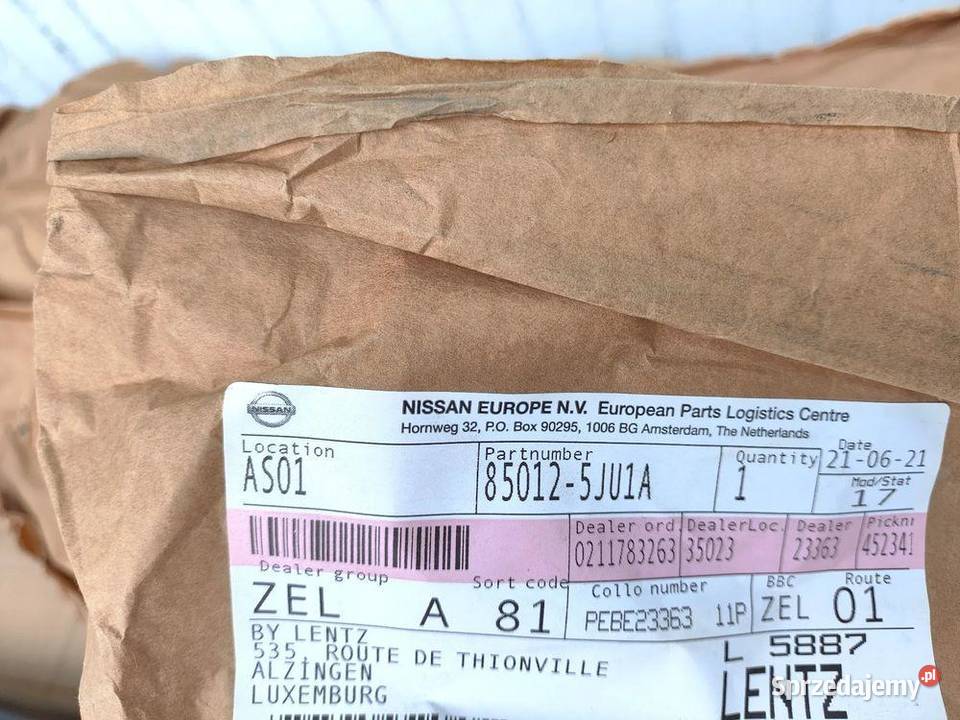 NISSAN
NISSAN EUROPE N.V. European Parts Logistics Centre
Hornweg 32, P.O. Box 90295, 1006 BG Amsterdam, The Netherlands
Location
AS01
Partnumber
85012-5JU1A
Quantity
1
Date
21-06-21
Mod/Stat
17
Dealer ord.
0211783263
DealerLoc.
35023
Dealer
23363
Picknr
452341
Dealer group
ZEL A
Sort code
81
Collo number
PEBE23363 11P
BBC
ZEL
Route
01
BY LENTZ
535, ROUTE DE THIONVILLE
ALZINGEN
LUXEMBURG
L 5887
LENTZ
Sprzedajemy.pl